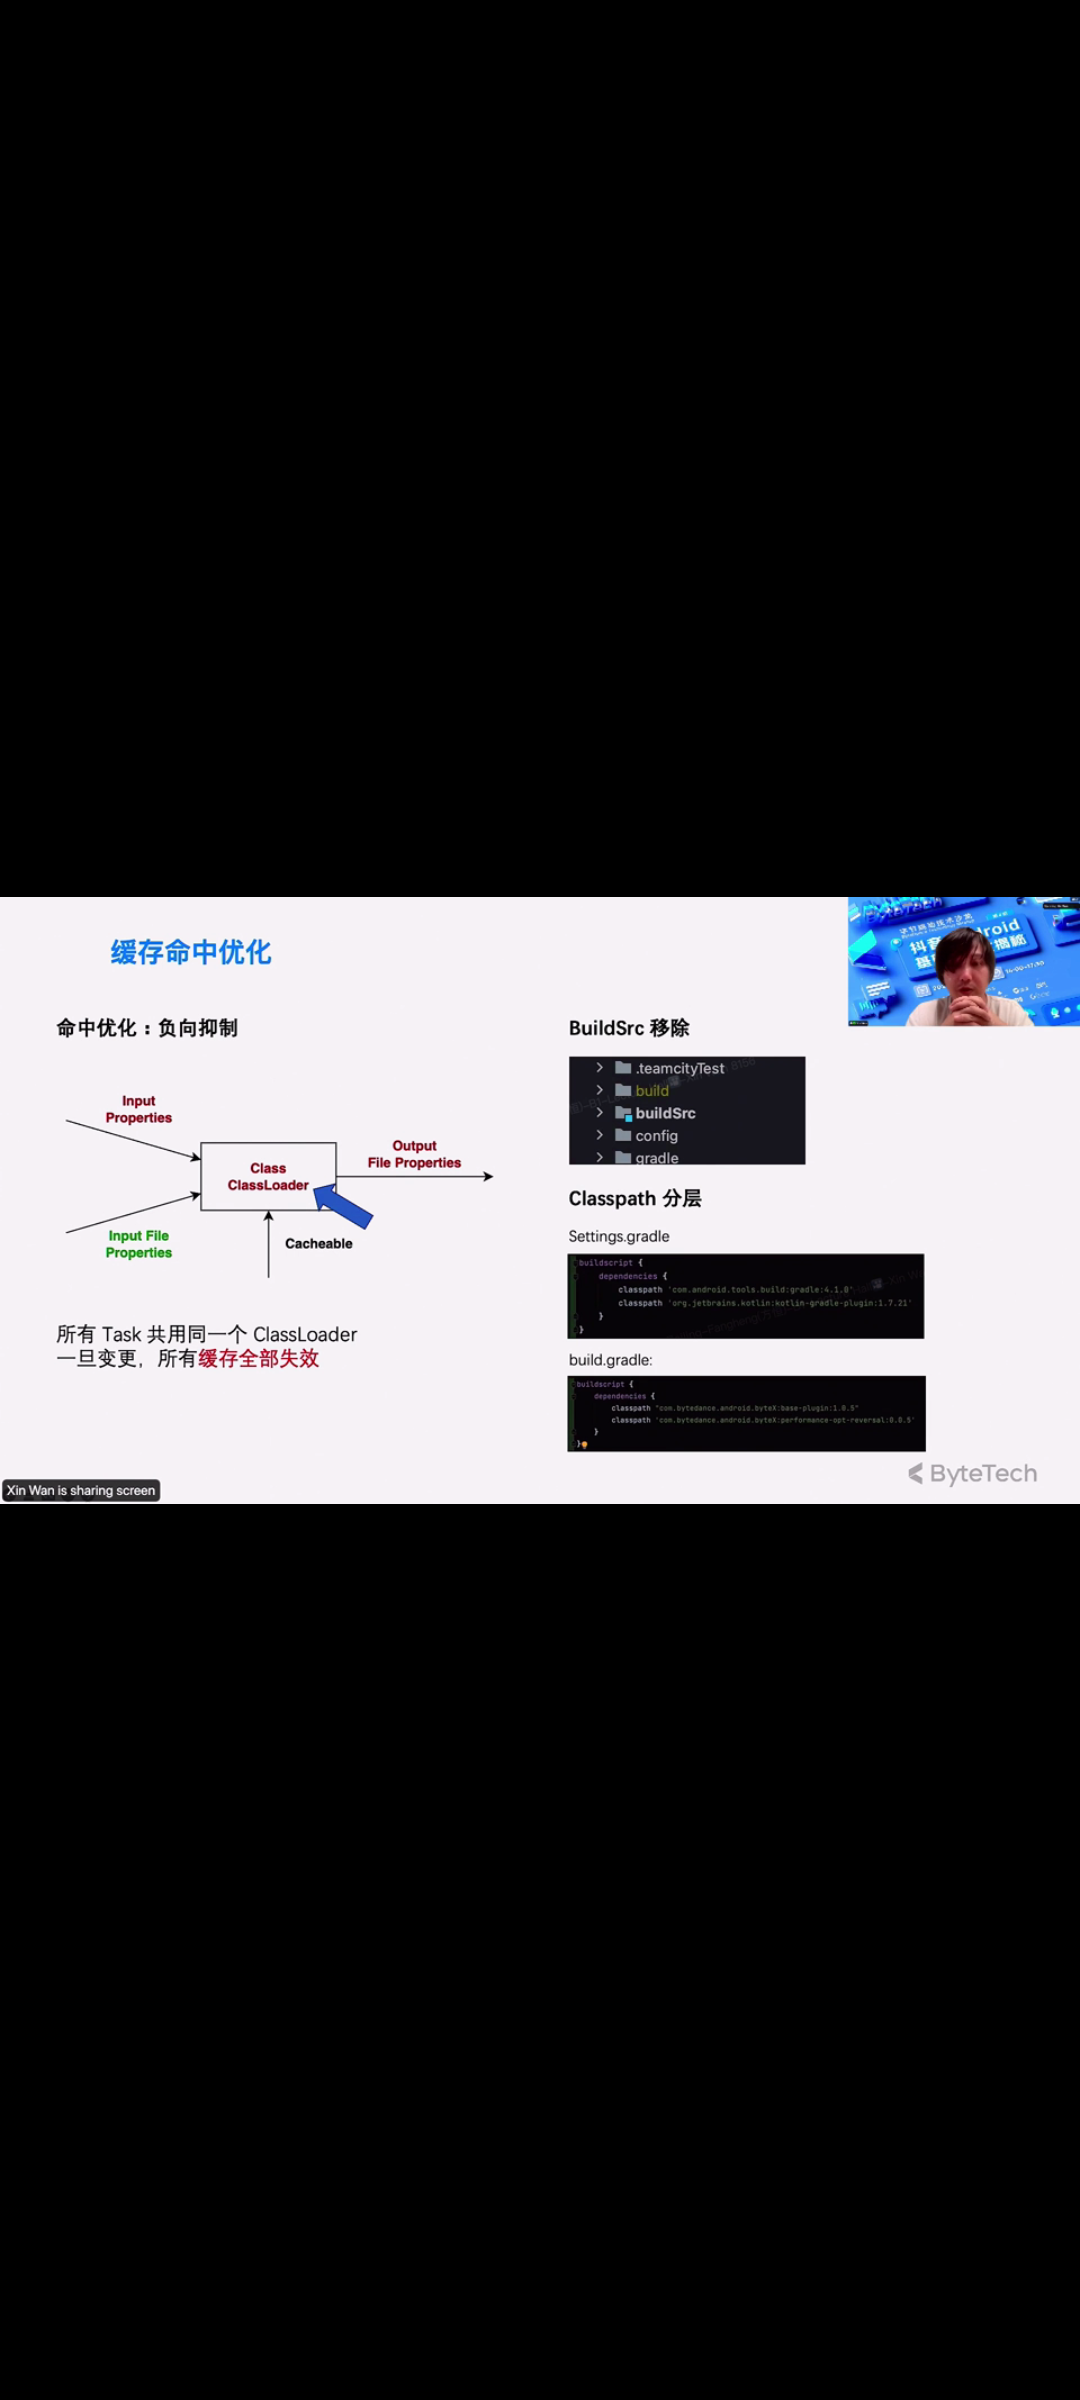 缓存命中优化
命中优化：负向抑制
Input
Properties
Class
ClassLoader
Output
File Properties
Input File
Properties
Cacheable
所有 Task 共用同一个 ClassLoader
一旦变更，所有缓存全部失效
BuildSrc 移除
.teamcityTest
build
buildSrc
config
gradle
Classpath 分层
Settings.gradle
buildscript {
dependencies {
classpath 'com.android.tools.build:gradle:4.1.0'
classpath 'org.jetbrains.kotlin:kotlin-gradle-plugin:1.7.21'
}
}
build.gradle:
buildscript {
dependencies {
classpath "com.bytedance.android.byteX:base-plugin:1.0.5"
classpath 'com.bytedance.android.byteX:performance-opt-reversal:0.0.5'
}
}
ByteTech
Xin Wan is sharing screen